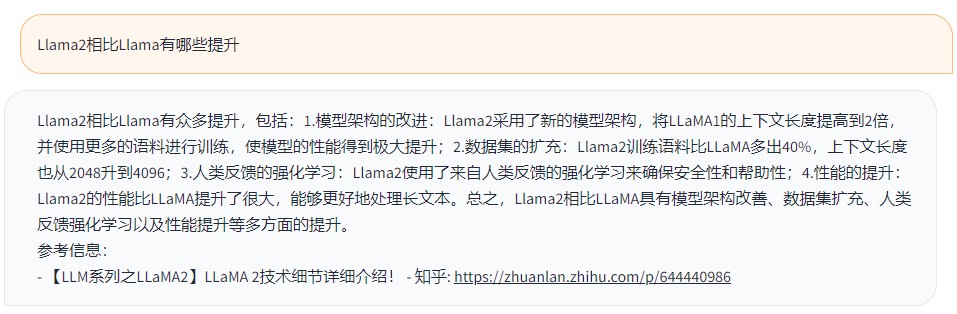 Llama2相比Llama有哪些提升
Llama2相比Llama有众多提升，包括：1.模型架构的改进：Llama2采用了新的模型架构，将LLaMA1的上下文长度提高到2倍，
并使用更多的语料进行训练，使模型的性能得到极大提升；2.数据集的扩充：Llama2训练语料比LLaMA多出40%，上下文长度
也从2048升到4096；3.人类反馈的强化学习：Llama2使用了来自人类反馈的强化学习来确保安全性和帮助性；4.性能的提升：
Llama2的性能比LLaMA提升了很大，能够更好地处理长文本。总之，Llama2相比LLaMA具有模型架构改善、数据集扩充、人类
反馈强化学习以及性能提升等多方面的提升。
参考信息：
- 【LLM系列之LLaMA2】LLaMA 2技术细节详细介绍！ - 知乎: https://zhuanlan.zhihu.com/p/644440986